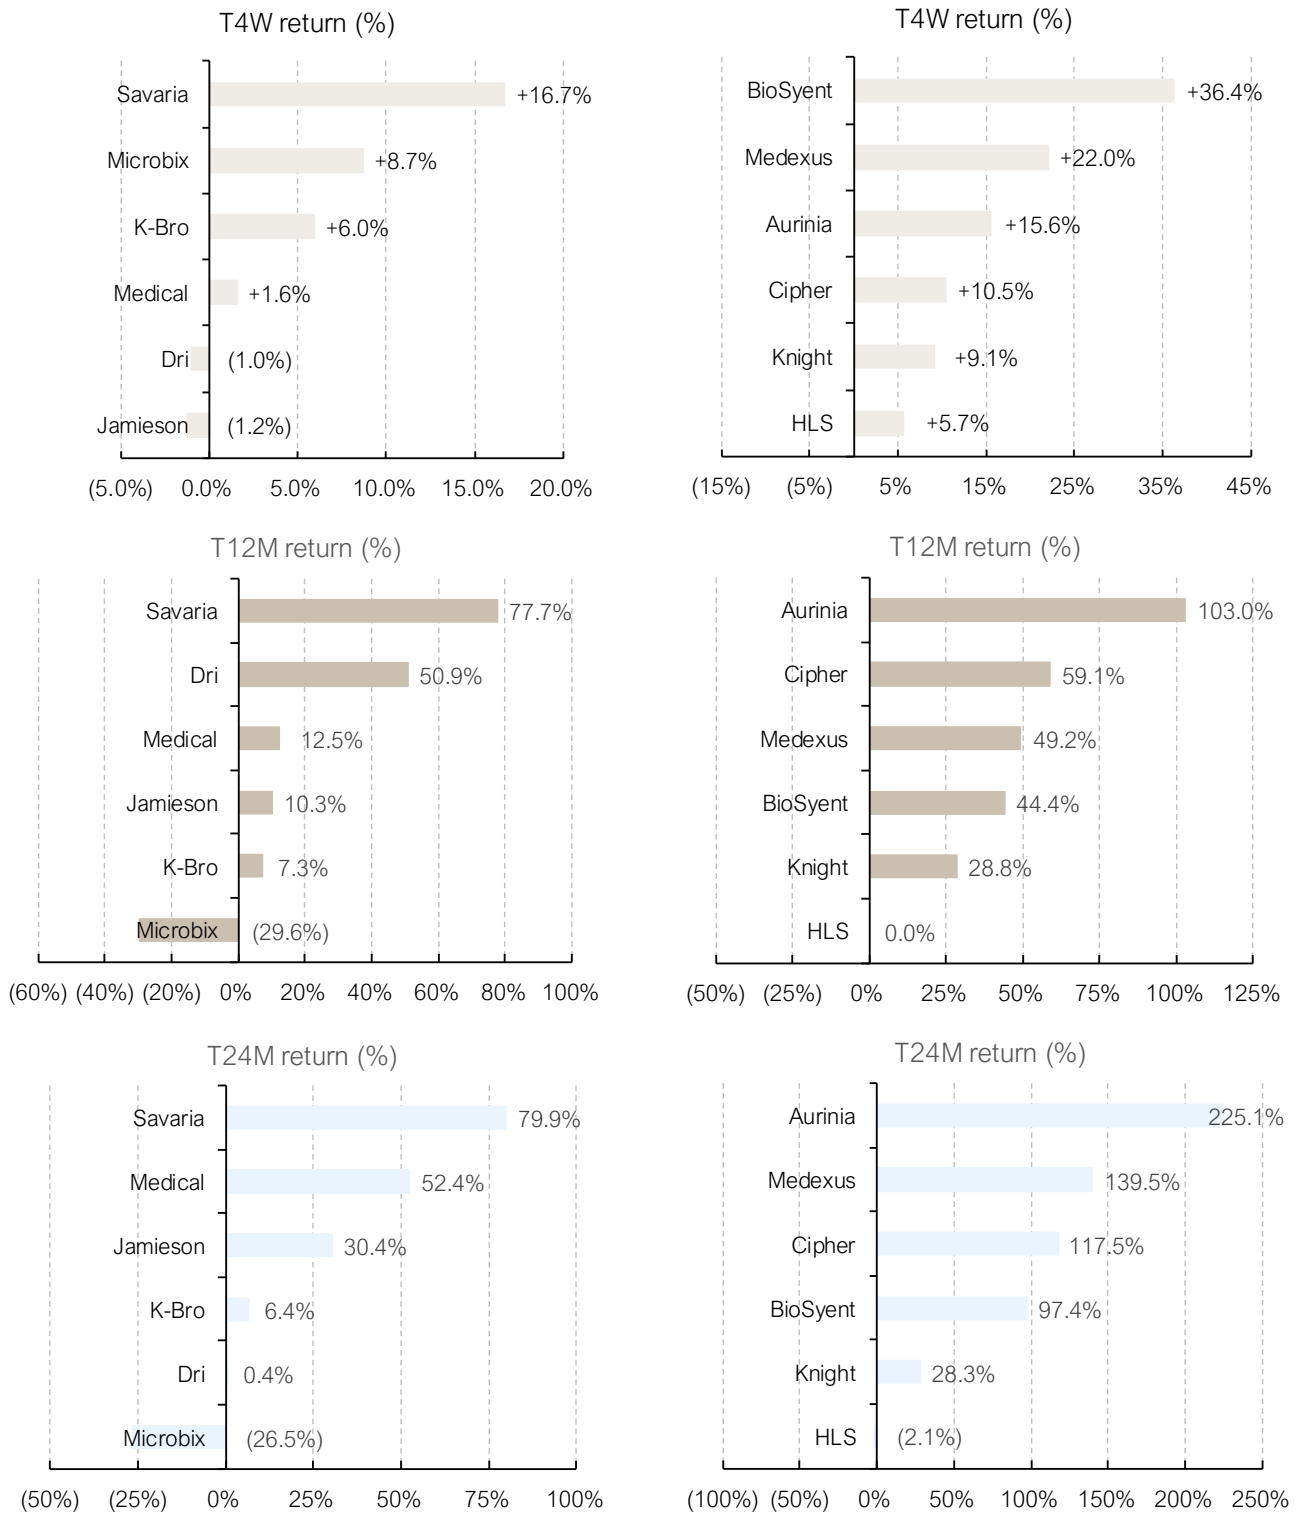 T4W return (%)
Savaria +16.7%
Microbix +8.7%
K-Bro +6.0%
Medical +1.6%
Dri (1.0%)
Jamieson (1.2%)
(5.0%) 0.0% 5.0% 10.0% 15.0% 20.0%
T4W return (%)
BioSyent +36.4%
Medexus +22.0%
Aurinia +15.6%
Cipher +10.5%
Knight +9.1%
HLS +5.7%
(15%) (5%) 5% 15% 25% 35% 45%
T12M return (%)
Savaria 77.7%
Dri 50.9%
Medical 12.5%
Jamieson 10.3%
K-Bro 7.3%
Microbix (29.6%)
(60%) (40%) (20%) 0% 20% 40% 60% 80% 100%
T12M return (%)
Aurinia 103.0%
Cipher 59.1%
Medexus 49.2%
BioSyent 44.4%
Knight 28.8%
HLS 0.0%
(50%) (25%) 0% 25% 50% 75% 100% 125%
T24M return (%)
Savaria 79.9%
Medical 52.4%
Jamieson 30.4%
K-Bro 6.4%
Dri 0.4%
Microbix (26.5%)
(50%) (25%) 0% 25% 50% 75% 100%
T24M return (%)
Aurinia 225.1%
Medexus 139.5%
Cipher 117.5%
BioSyent 97.4%
Knight 28.3%
HLS (2.1%)
(100%) (50%) 0% 50% 100% 150% 200% 250%